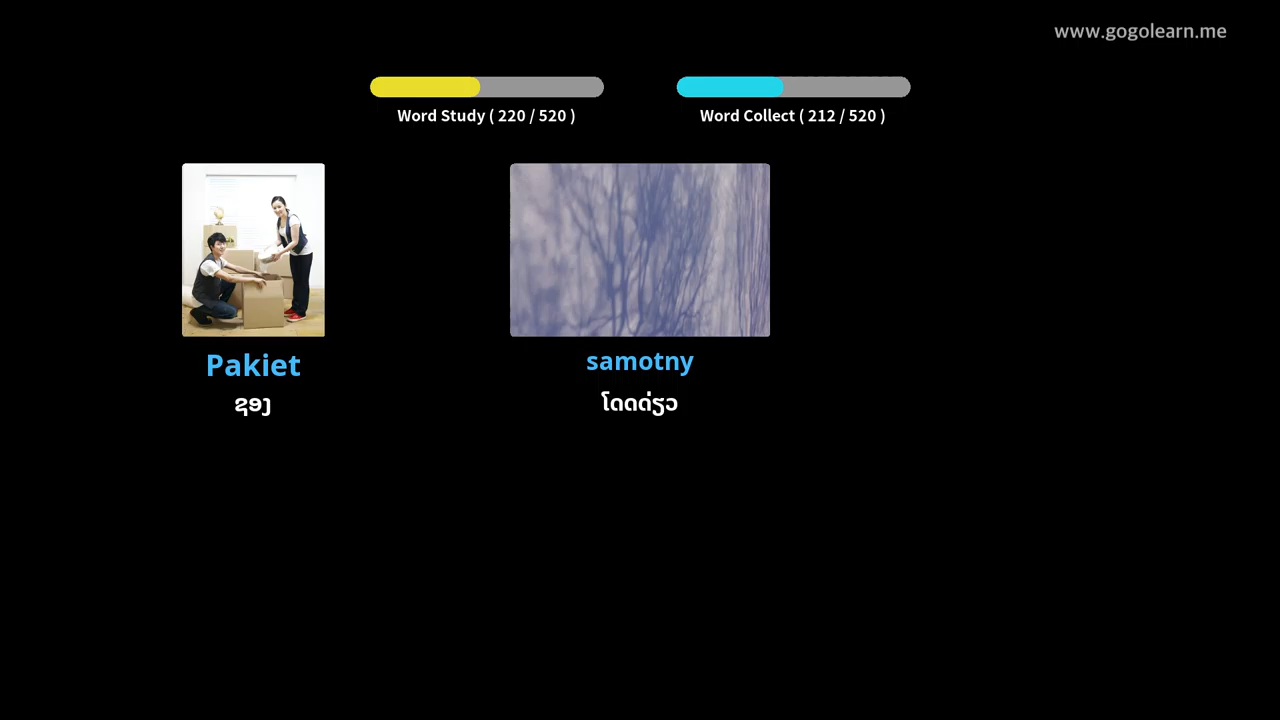 www.gogolearn.me
Word Study ( 220 / 520 )
Word Collect ( 212 / 520 )
Pakiet
ຊອງ
samotny
ໂດດດ່ຽວ